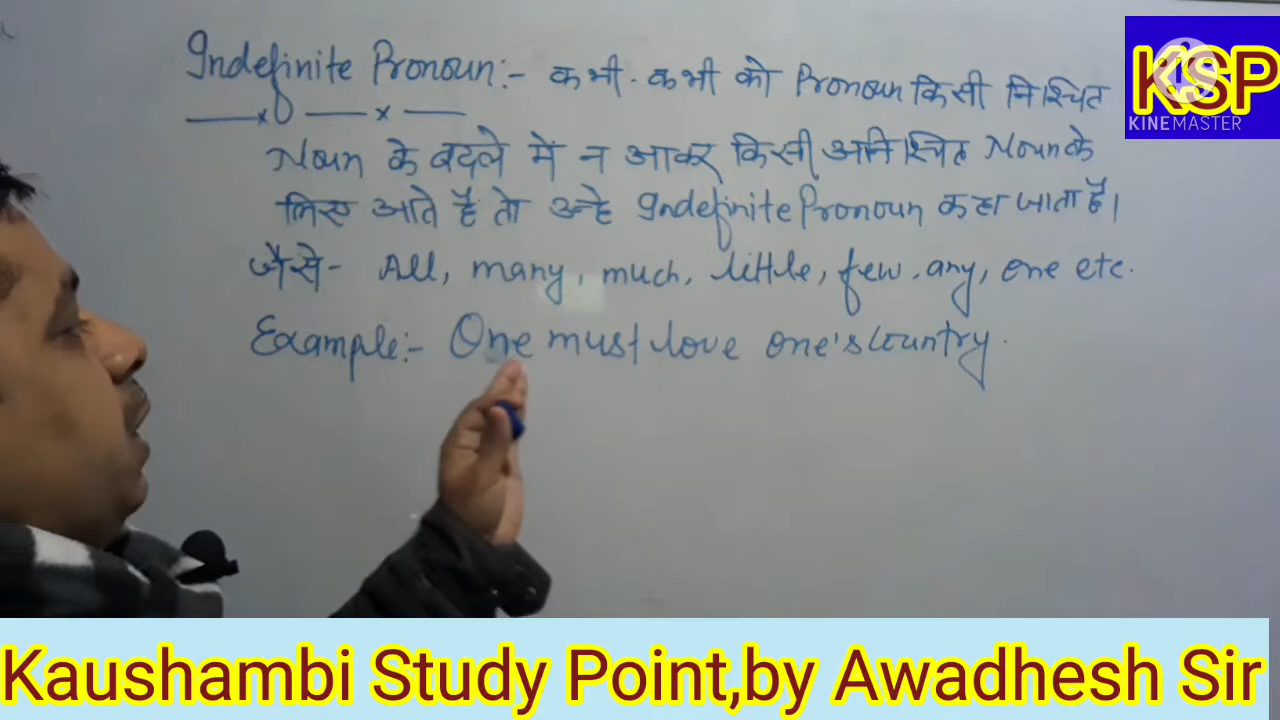 Indefinite Pronoun:- कभी-कभी को Pronoun किसी निश्चित
Noun के बदले में न आकर किसी अनिश्चित Noun के
लिए आते है तो उन्हे Indefinite Pronoun कहा जाता है।
जैसे- All, many, much, little, few, any, one etc.
Example:- One must love one's country.
KSP
KINEMASTER
Kaushambi Study Point,by Awadhesh Sir